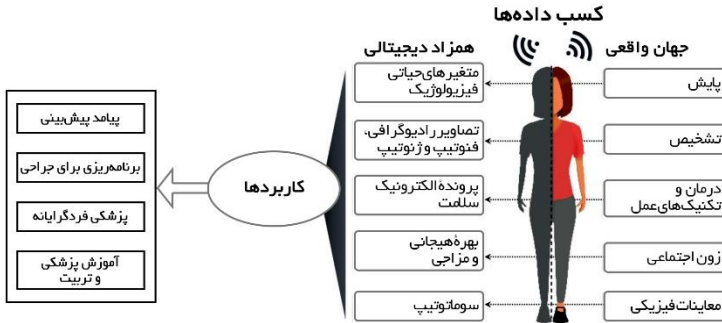 کسب داده‌ها
جهان واقعی
پایش
تشخیص
درمان و
تکنیک‌های عمل
زون اجتماعی
معاینات فیزیکی
همزاد دیجیتالی
متغیرهای حیاتی
فیزیولوژیک
تصاویر رادیوگرافی،
فنوتیپ و ژنوتیپ
پروندهٔ الکترونیک
سلامت
بهرهٔ هیجانی
و مزاجی
سوماتوتیپ
کاربردها
پیامد پیش‌بینی
برنامه‌ریزی برای جراحی
پزشکی فردگرایانه
آموزش پزشکی
و تربیت